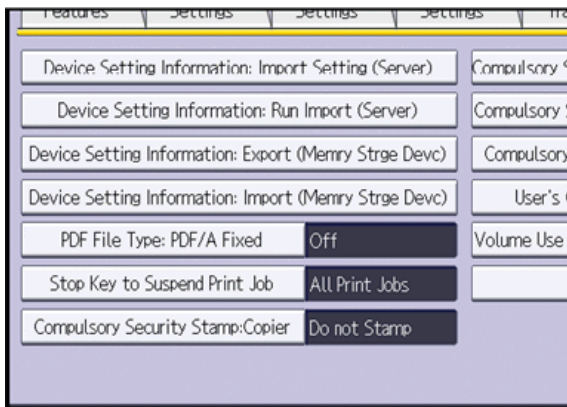 Features Settings Settings Settings
Device Setting Information: Import Setting (Server) Compulsory
Device Setting Information: Run Import (Server) Compulsory
Device Setting Information: Export (Memry Strge Devc) Compulsory
Device Setting Information: Import (Memry Strge Devc) User's
PDF File Type: PDF/A Fixed Off Volume Use
Stop Key to Suspend Print Job All Print Jobs
Compulsory Security Stamp:Copier Do not Stamp